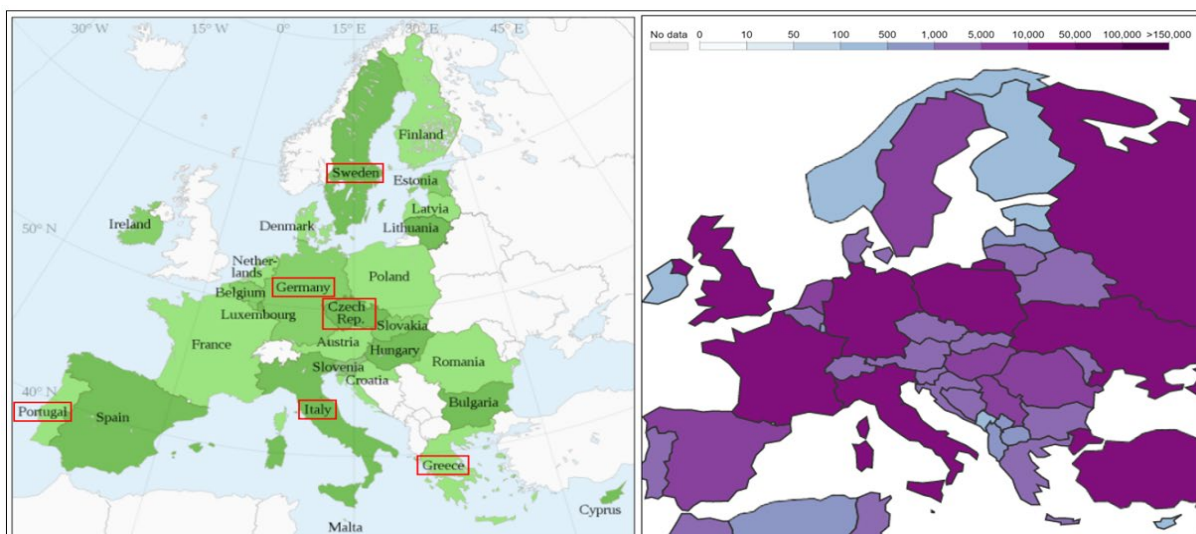 30° W
20° W
10° W
0°
15° E
30° E
45° E
No data
0
10
50
100
500
1,000
5,000
10,000
50,000
100,000
>150,000
Finland
Sweden
Estonia
Ireland
Latvia
50° N
Denmark
Lithuania
Nether-
lands
Poland
Germany
Belgium
Czech
Rep.
Luxembourg
Slovakia
France
Austria
Hungary
Slovenia
Romania
Croatia
40° N
Portugal
Spain
Italy
Bulgaria
Greece
Cyprus
Malta